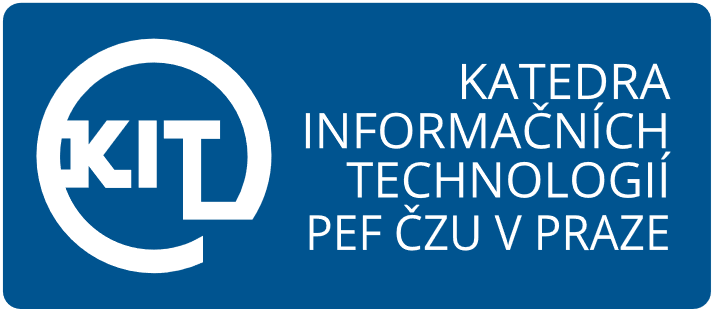 KIT
KATEDRA
INFORMAČNÍCH
TECHNOLOGIÍ
PEF ČZU V PRAZE